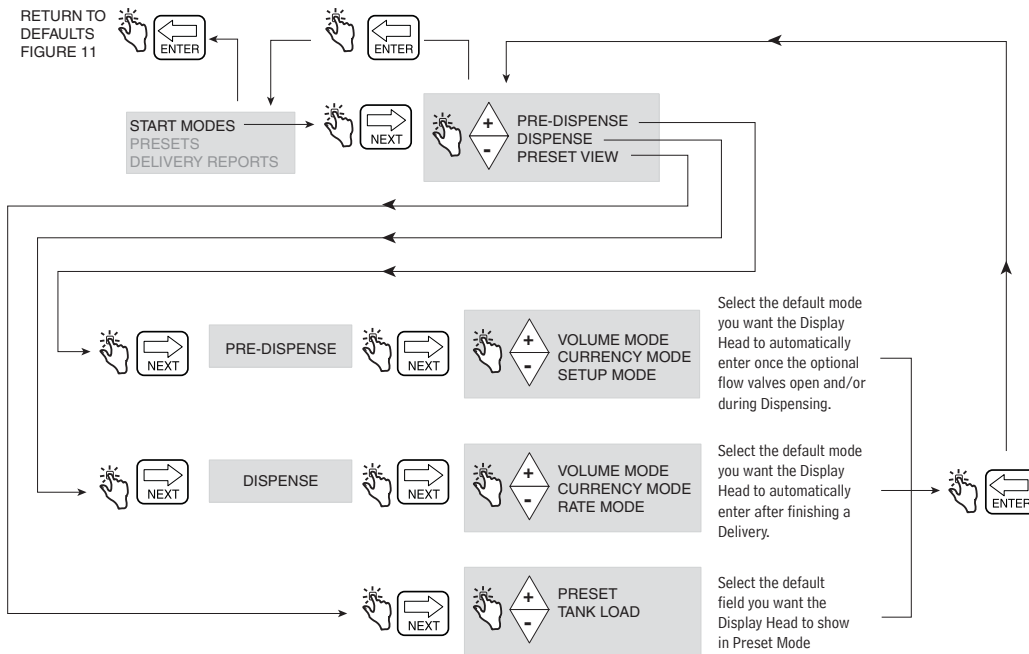 RETURN TO
DEFAULTS
FIGURE 11
ENTER
ENTER
START MODES
PRESETS
DELIVERY REPORTS
NEXT
+
-
PRE-DISPENSE
DISPENSE
PRESET VIEW
NEXT
PRE-DISPENSE
NEXT
+
-
VOLUME MODE
CURRENCY MODE
SETUP MODE
Select the default mode
you want the Display
Head to automatically
enter once the optional
flow valves open and/or
during Dispensing.
NEXT
DISPENSE
NEXT
+
-
VOLUME MODE
CURRENCY MODE
RATE MODE
Select the default mode
you want the Display
Head to automatically
enter after finishing a
Delivery.
ENTER
NEXT
+
-
PRESET
TANK LOAD
Select the default
field you want the
Display Head to show
in Preset Mode